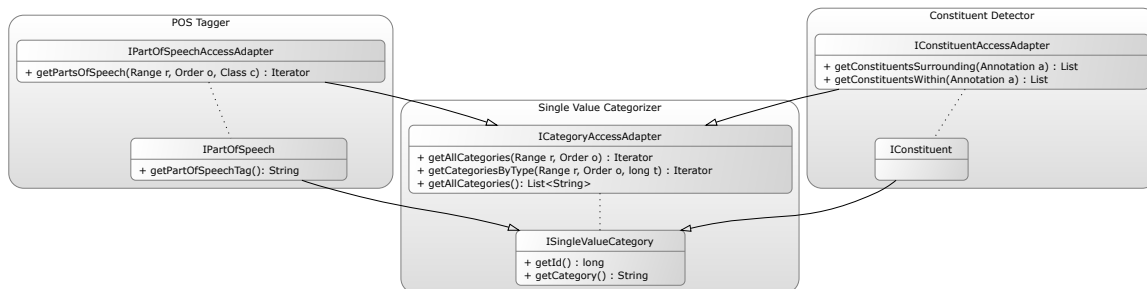 POS Tagger
IPartOfSpeechAccessAdapter
+ getPartsOfSpeech(Range r, Order o, Class c) : Iterator
IPartOfSpeech
+ getPartOfSpeechTag(): String
Single Value Categorizer
ICategoryAccessAdapter
+ getAllCategories(Range r, Order o) : Iterator
+ getCategoriesByType(Range r, Order o, long t) : Iterator
+ getAllCategories(): List<String>
ISingleValueCategory
+ getId() : long
+ getCategory() : String
Constituent Detector
IConstituentAccessAdapter
+ getConstituentsSurrounding(Annotation a) : List
+ getConstituentsWithin(Annotation a) : List
IConstituent